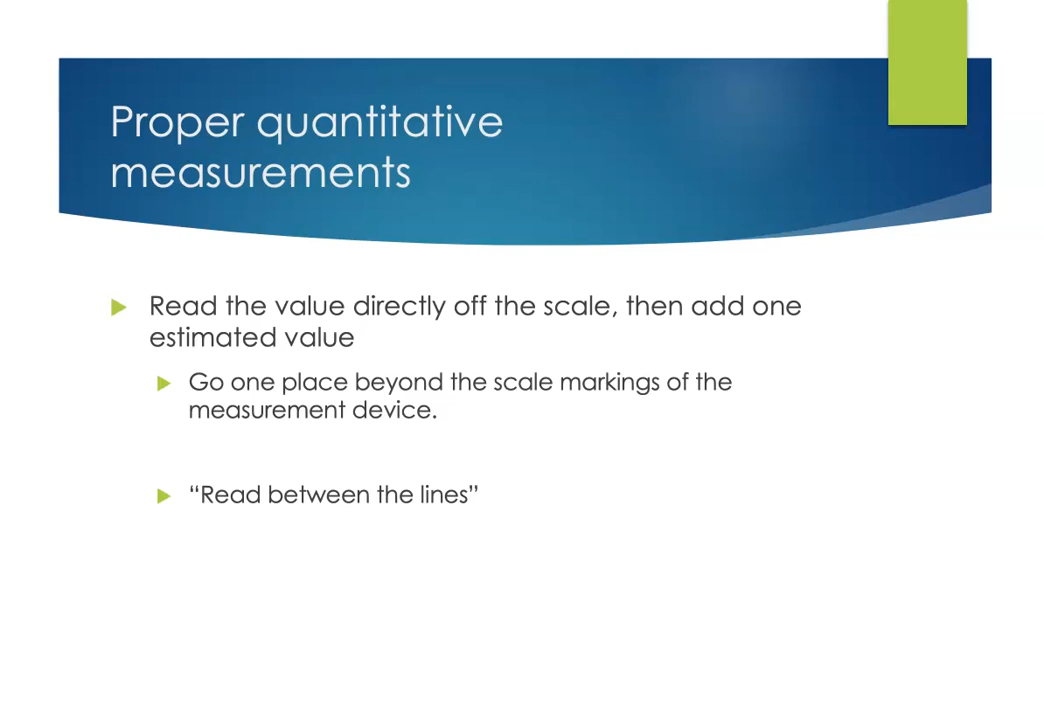 Proper quantitative
measurements
Read the value directly off the scale, then add one
estimated value
Go one place beyond the scale markings of the
measurement device.
“Read between the lines”